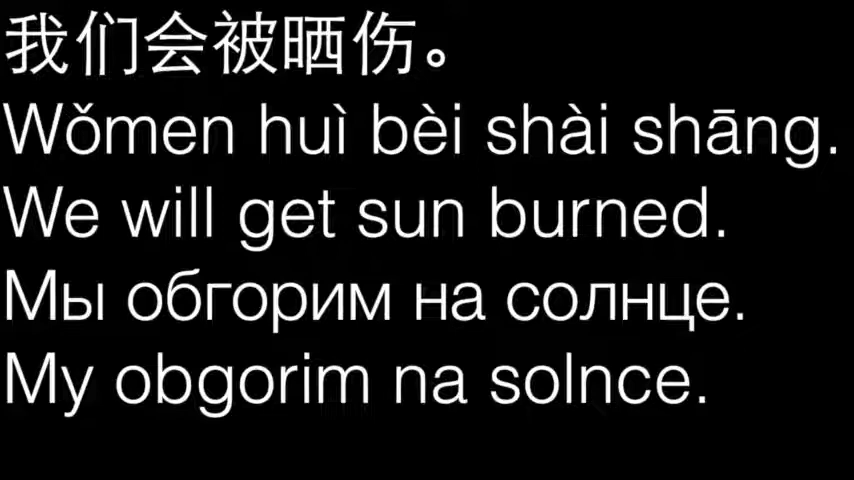 我们会被晒伤。
Wǒmen huì bèi shài shāng.
We will get sun burned.
Мы обгорим на солнце.
My obgorim na solnce.